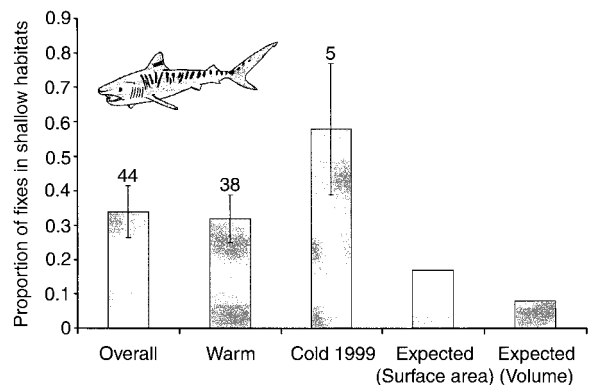 Proportion of fixes in shallow habitats
0.9
0.8
0.7
0.6
0.5
0.4
0.3
0.2
0.1
0
44
38
5
Overall
Warm
Cold 1999
Expected
(Surface area)
Expected
(Volume)